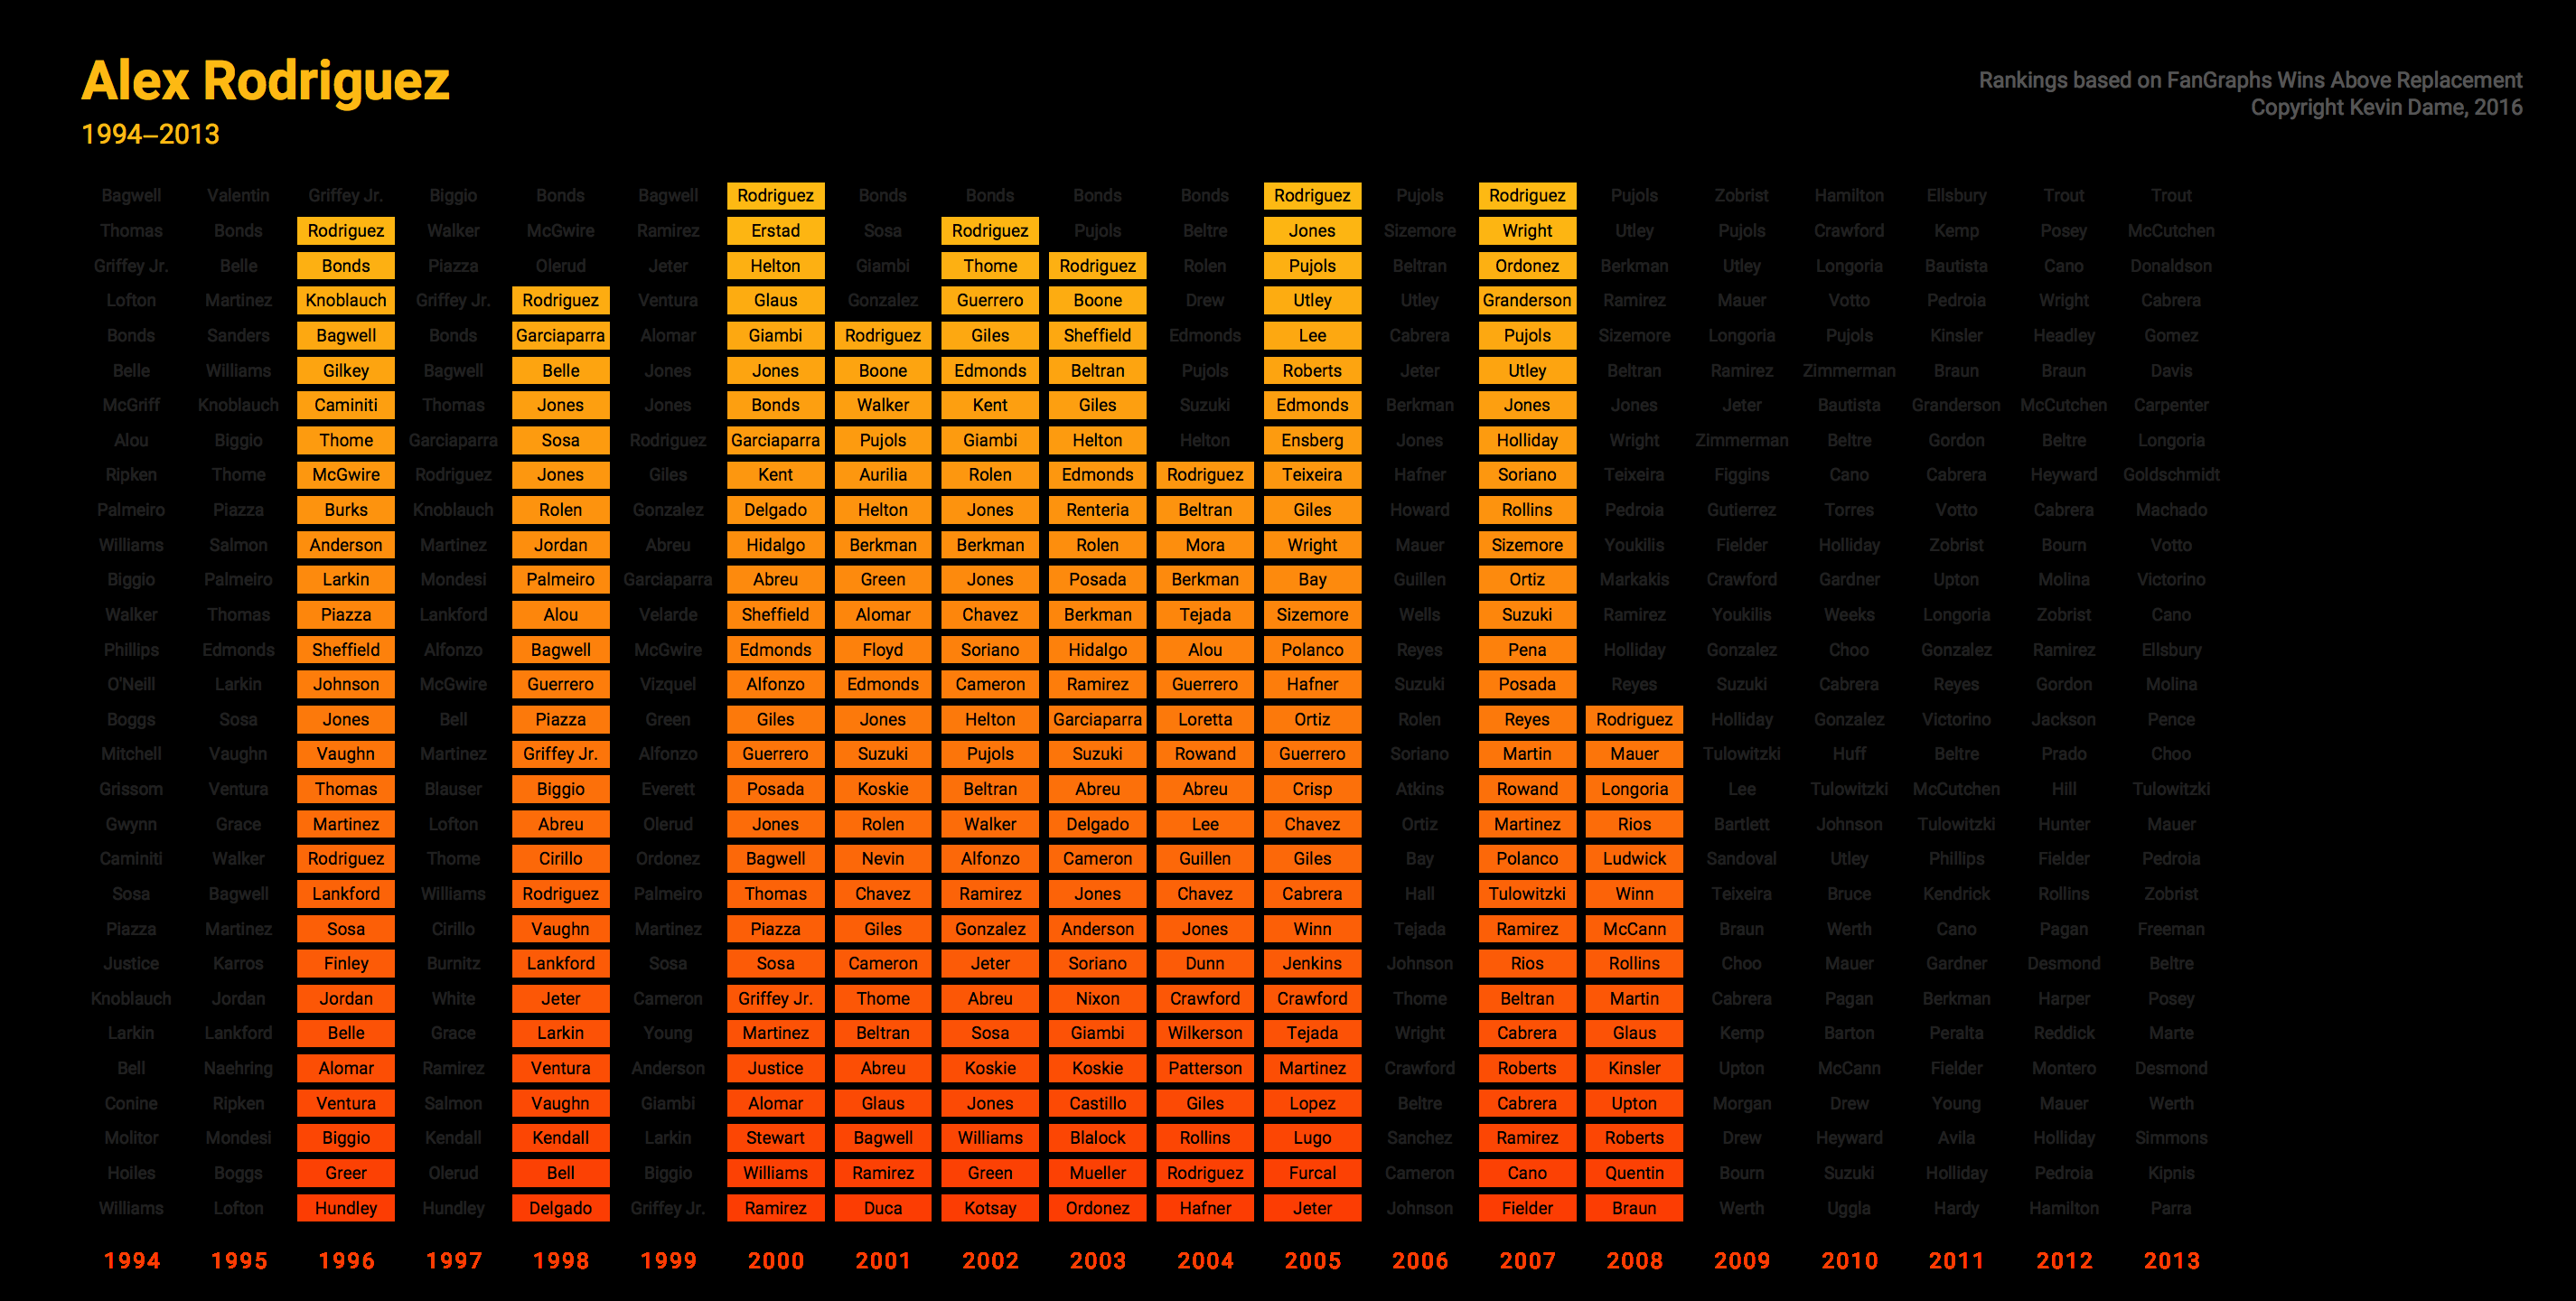 Alex Rodriguez
1994–2013
Rankings based on FanGraphs Wins Above Replacement
Copyright Kevin Dame, 2016
Bagwell Valentin Griffey Jr. Biggio Bonds Bagwell Rodriguez Bonds Bonds Bonds Bonds Rodriguez Pujols Rodriguez Pujols Zobrist Hamilton Ellsbury Trout Trout
Thomas Bonds Rodriguez Walker McGwire Ramirez Erstad Sosa Rodriguez Pujols Beltre Jones Sizemore Wright Utley Pujols Crawford Kemp Posey McCutchen
Griffey Jr. Belle Bonds Piazza Olerud Jeter Helton Giambi Thome Rodriguez Rolen Pujols Beltran Ordonez Berkman Utley Longoria Bautista Cano Donaldson
Lofton Martinez Knoblauch Griffey Jr. Rodriguez Ventura Glaus Gonzalez Guerrero Boone Drew Utley Utley Granderson Ramirez Mauer Votto Pedroia Wright Cabrera
Bonds Sanders Bagwell Bonds Garciaparra Alomar Giambi Rodriguez Giles Sheffield Edmonds Lee Cabrera Pujols Sizemore Longoria Pujols Kinsler Headley Gomez
Belle Williams Gilkey Bagwell Belle Jones Jones Boone Edmonds Beltran Pujols Roberts Jeter Utley Beltran Ramirez Zimmerman Braun Braun Davis
McGriff Knoblauch Caminiti Thomas Jones Jones Bonds Walker Kent Giles Suzuki Edmonds Berkman Jones Jones Jeter Bautista Granderson McCutchen Carpenter
Alou Biggio Thome Garciaparra Sosa Rodriguez Garciaparra Pujols Giambi Helton Helton Ensberg Jones Holliday Wright Zimmerman Beltre Gordon Beltre Longoria
Ripken Thome McGwire Rodriguez Jones Giles Kent Aurilia Rolen Edmonds Rodriguez Teixeira Hafner Soriano Teixeira Figgins Cano Cabrera Heyward Goldschmidt
Palmeiro Piazza Burks Knoblauch Rolen Gonzalez Delgado Helton Jones Renteria Beltran Giles Howard Rollins Pedroia Gutierrez Torres Votto Cabrera Machado
Williams Salmon Anderson Martinez Jordan Abreu Hidalgo Berkman Berkman Rolen Mora Wright Mauer Sizemore Youkilis Fielder Holliday Zobrist Bourn Votto
Biggio Palmeiro Larkin Mondesi Palmeiro Garciaparra Abreu Green Jones Posada Berkman Bay Guillen Ortiz Markakis Crawford Gardner Upton Molina Victorino
Walker Thomas Piazza Lankford Alou Velarde Sheffield Alomar Chavez Berkman Tejada Sizemore Wells Suzuki Ramirez Youkilis Weeks Longoria Zobrist Cano
Phillips Edmonds Sheffield Alfonzo Bagwell McGwire Edmonds Floyd Soriano Hidalgo Alou Polanco Reyes Pena Holliday Gonzalez Choo Gonzalez Ramirez Ellsbury
O'Neill Larkin Johnson McGwire Guerrero Vizquel Alfonzo Edmonds Cameron Ramirez Guerrero Hafner Suzuki Posada Reyes Suzuki Cabrera Reyes Gordon Molina
Boggs Sosa Jones Bell Piazza Green Giles Jones Helton Garciaparra Loretta Ortiz Rolen Reyes Rodriguez Holliday Gonzalez Victorino Jackson Pence
Mitchell Vaughn Vaughn Martinez Griffey Jr. Alfonzo Guerrero Suzuki Pujols Suzuki Rowand Guerrero Soriano Martin Mauer Tulowitzki Huff Beltre Prado Choo
Grissom Ventura Thomas Blauser Biggio Everett Posada Koskie Beltran Abreu Abreu Crisp Atkins Rowand Longoria Lee Tulowitzki McCutchen Hill Tulowitzki
Gwynn Grace Martinez Lofton Abreu Olerud Jones Rolen Walker Delgado Lee Chavez Ortiz Martinez Rios Bartlett Johnson Tulowitzki Hunter Mauer
Caminiti Walker Rodriguez Thome Cirillo Ordonez Bagwell Nevin Alfonzo Cameron Guillen Giles Bay Polanco Ludwick Sandoval Utley Phillips Fielder Pedroia
Sosa Bagwell Lankford Williams Rodriguez Palmeiro Thomas Chavez Ramirez Jones Chavez Cabrera Hall Tulowitzki Winn Teixeira Bruce Kendrick Rollins Zobrist
Piazza Martinez Sosa Cirillo Vaughn Martinez Piazza Giles Gonzalez Anderson Jones Winn Tejada Ramirez McCann Braun Werth Cano Pagan Freeman
Justice Karros Finley Burnitz Lankford Sosa Sosa Cameron Jeter Soriano Dunn Jenkins Johnson Rios Rollins Choo Mauer Gardner Desmond Beltre
Knoblauch Jordan Jordan White Jeter Cameron Griffey Jr. Thome Abreu Nixon Crawford Crawford Thome Beltran Martin Cabrera Pagan Berkman Harper Posey
Larkin Lankford Belle Grace Larkin Young Martinez Beltran Sosa Giambi Wilkerson Tejada Wright Cabrera Glaus Kemp Barton Peralta Reddick Marte
Bell Naehring Alomar Ramirez Ventura Anderson Justice Abreu Koskie Koskie Patterson Martinez Crawford Roberts Kinsler Upton McCann Fielder Montero Desmond
Conine Ripken Ventura Salmon Vaughn Giambi Alomar Glaus Jones Castillo Giles Lopez Beltre Cabrera Upton Morgan Drew Young Mauer Werth
Molitor Mondesi Biggio Kendall Kendall Larkin Stewart Bagwell Williams Blalock Rollins Lugo Sanchez Ramirez Roberts Drew Heyward Avila Holliday Simmons
Hoiles Boggs Greer Olerud Bell Biggio Williams Ramirez Green Mueller Rodriguez Furcal Cameron Cano Quentin Bourn Suzuki Holliday Pedroia Kipnis
Williams Lofton Hundley Hundley Delgado Griffey Jr. Ramirez Duca Kotsay Ordonez Hafner Jeter Johnson Fielder Braun Werth Uggla Hardy Hamilton Parra
1994 1995 1996 1997 1998 1999 2000 2001 2002 2003 2004 2005 2006 2007 2008 2009 2010 2011 2012 2013